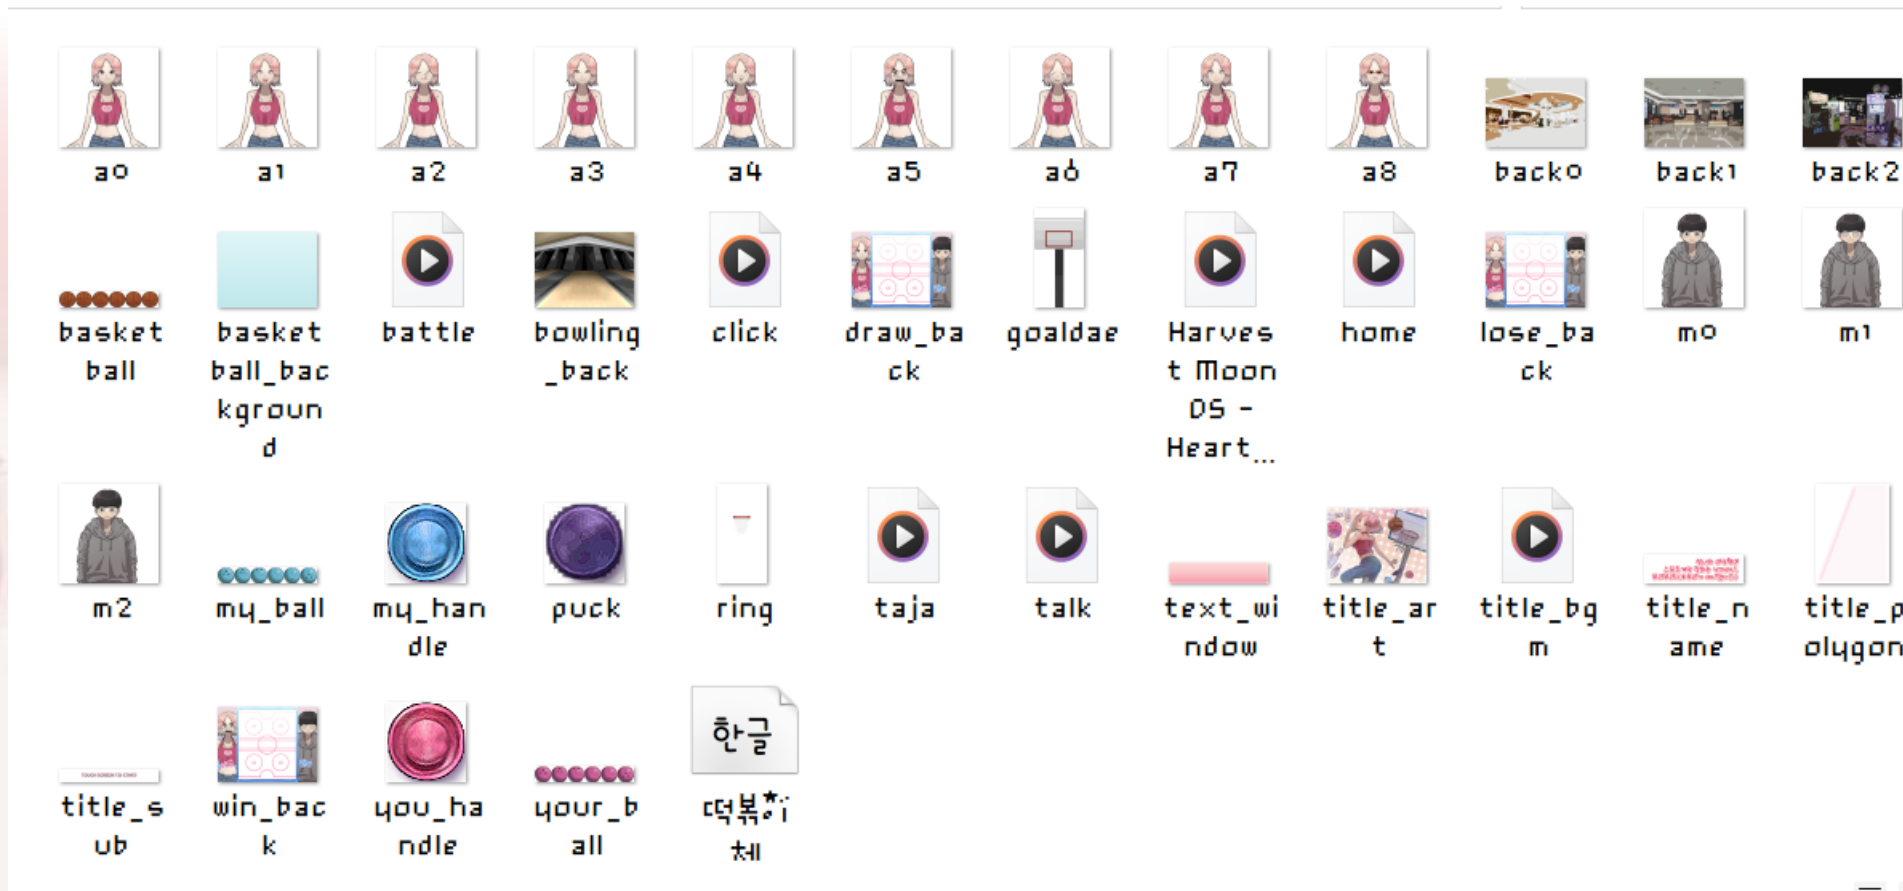 a0 a1 a2 a3 a4 a5 a6 a7 a8 back0 back1 back2
basket basket battle bowling click draw_ba goaldae Harves home lose_ba m0 m1
ball ball_bac _back ck t Moon ck
kgroun DS -
d Heart...
m2 my_ball my_han puck ring taja talk text_wi title_ar title_bg title_n title_p
dle ndow t m ame olygon
한글
title_s win_bac you_ha your_b 떡볶★이
ub k ndle all 체